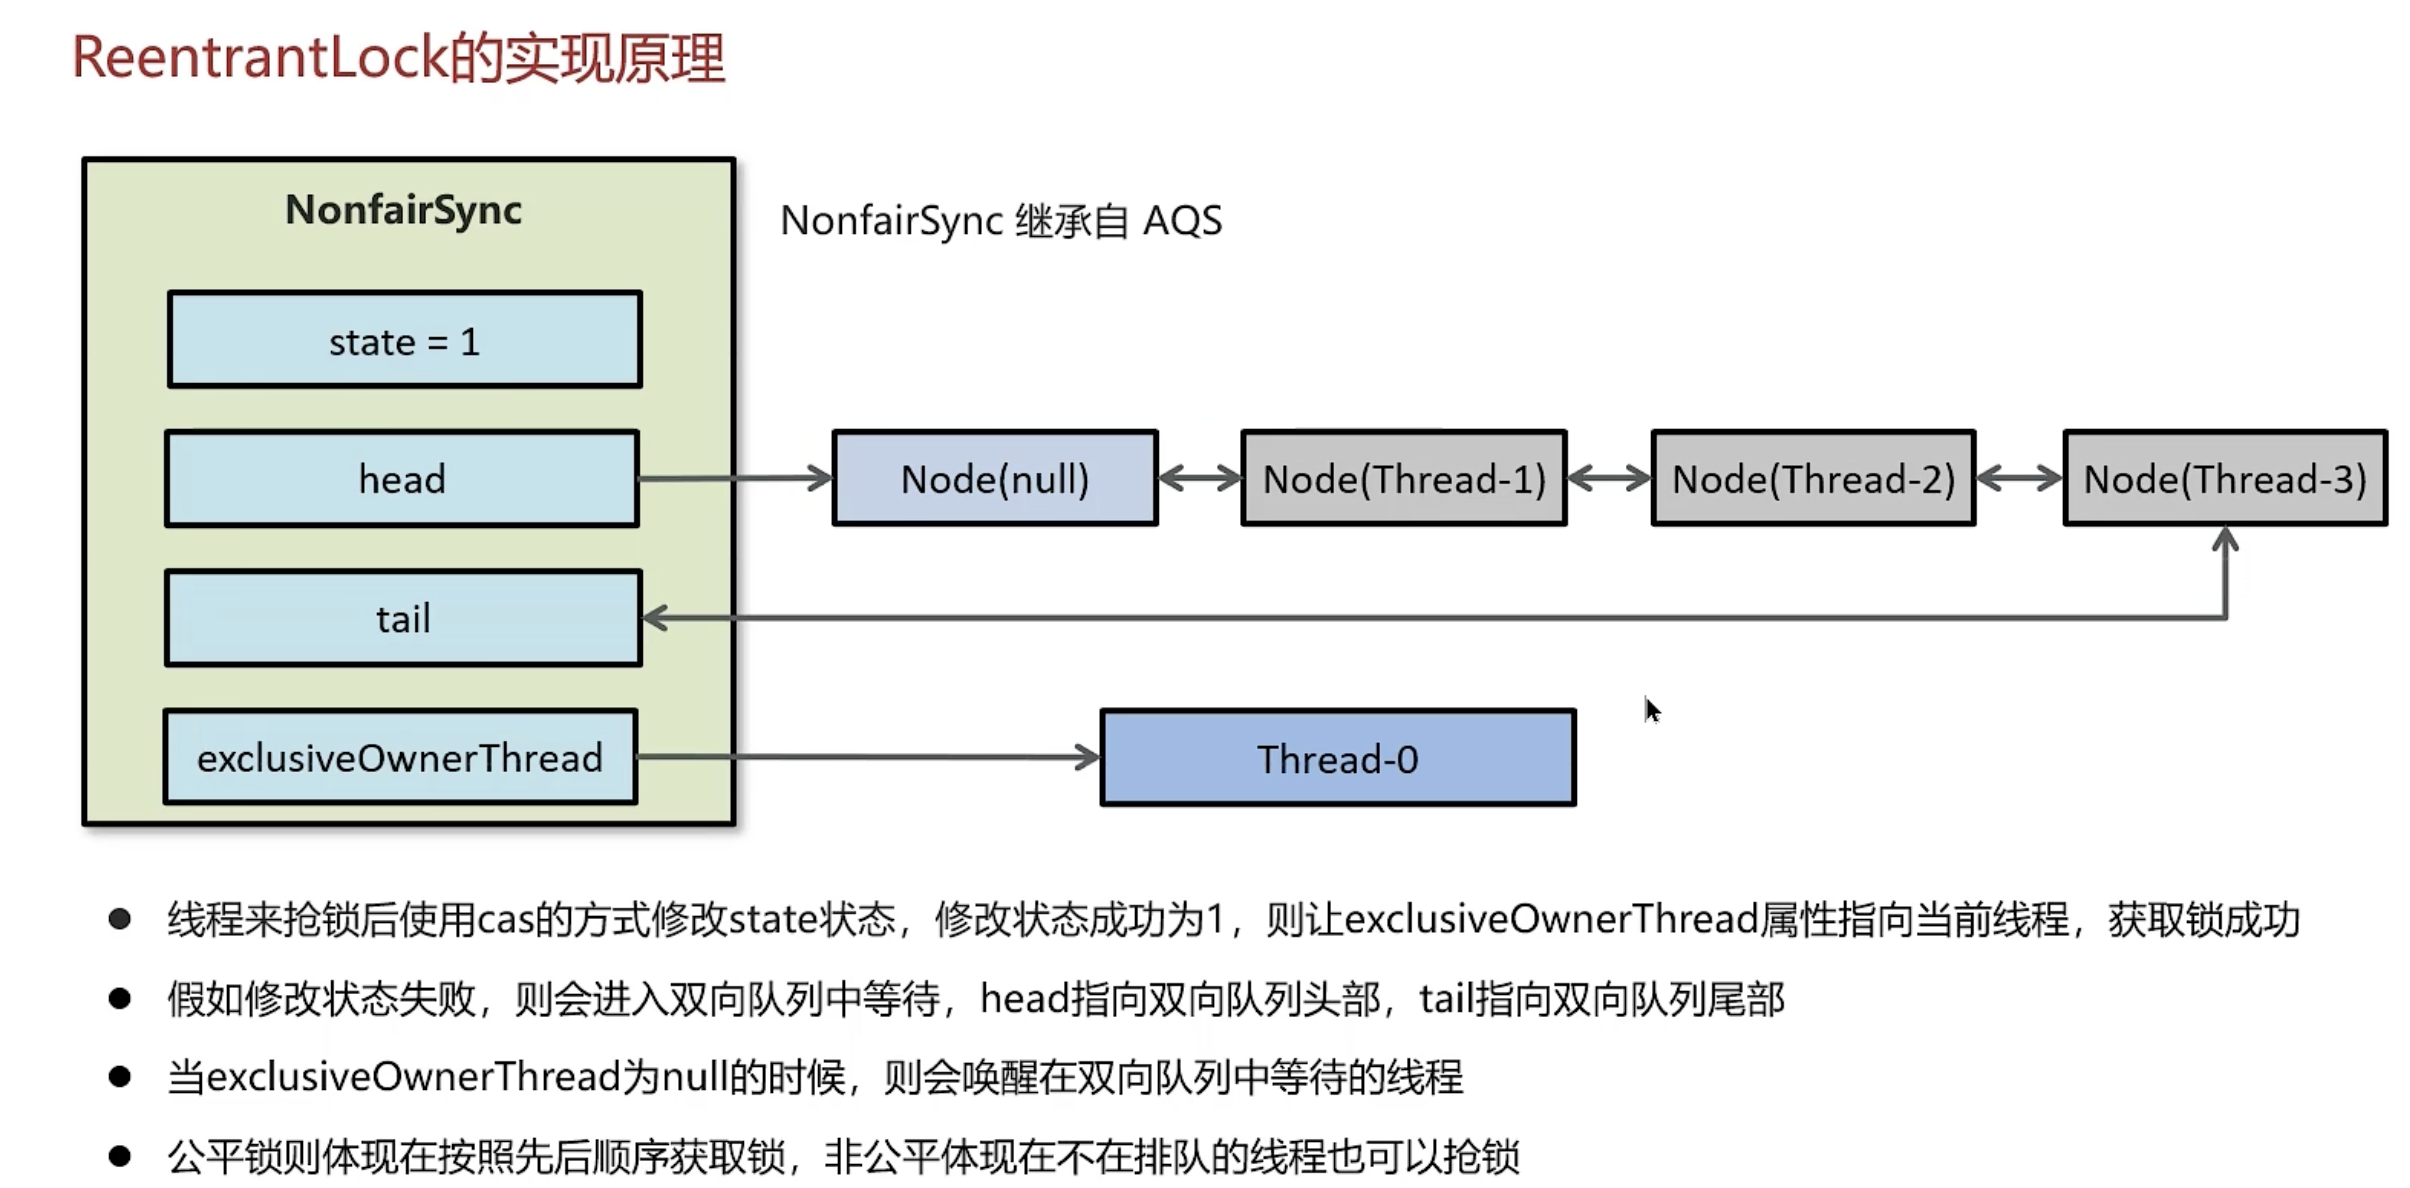 ReentrantLock的实现原理
NonfairSync
NonfairSync 继承自 AQS
state = 1
head
Node(null)
Node(Thread-1)
Node(Thread-2)
Node(Thread-3)
tail
exclusiveOwnerThread
Thread-0
● 线程来抢锁后使用cas的方式修改state状态，修改状态成功为1，则让exclusiveOwnerThread属性指向当前线程，获取锁成功
● 假如修改状态失败，则会进入双向队列中等待，head指向双向队列头部，tail指向双向队列尾部
● 当exclusiveOwnerThread为null的时候，则会唤醒在双向队列中等待的线程
● 公平锁则体现在按照先后顺序获取锁，非公平体现在不在排队的线程也可以抢锁